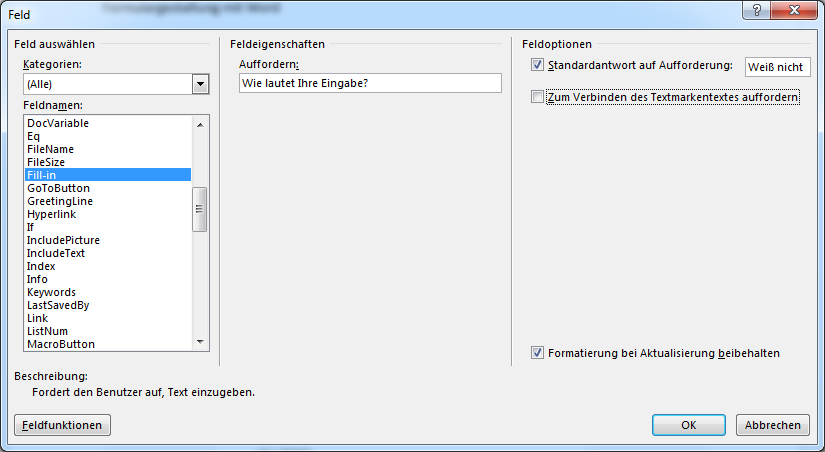 Formulargestaltung mit Word
Feld
Feld auswählen
Kategorien:
(Alle)
Feldnamen:
DocVariable
Eq
FileName
FileSize
Fill-in
GoToButton
GreetingLine
Hyperlink
If
IncludePicture
IncludeText
Index
Info
Keywords
LastSavedBy
Link
ListNum
MacroButton
Feldeigenschaften
Auffordern:
Wie lautet Ihre Eingabe?
Feldoptionen
Standardantwort auf Aufforderung:
Weiß nicht
Zum Verbinden des Textmarkentextes auffordern
Formatierung bei Aktualisierung beibehalten
Beschreibung:
Fordert den Benutzer auf, Text einzugeben.
Feldfunktionen
OK
Abbrechen